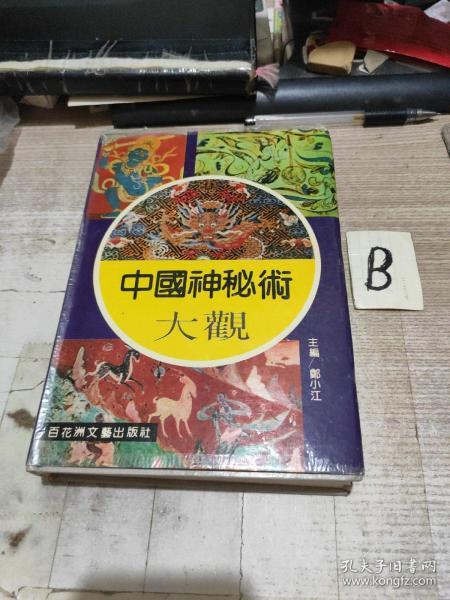 中國神秘術
大觀
主編/鄭小江
百花洲文藝出版社
B
孔夫子旧书网
www.kongfz.com